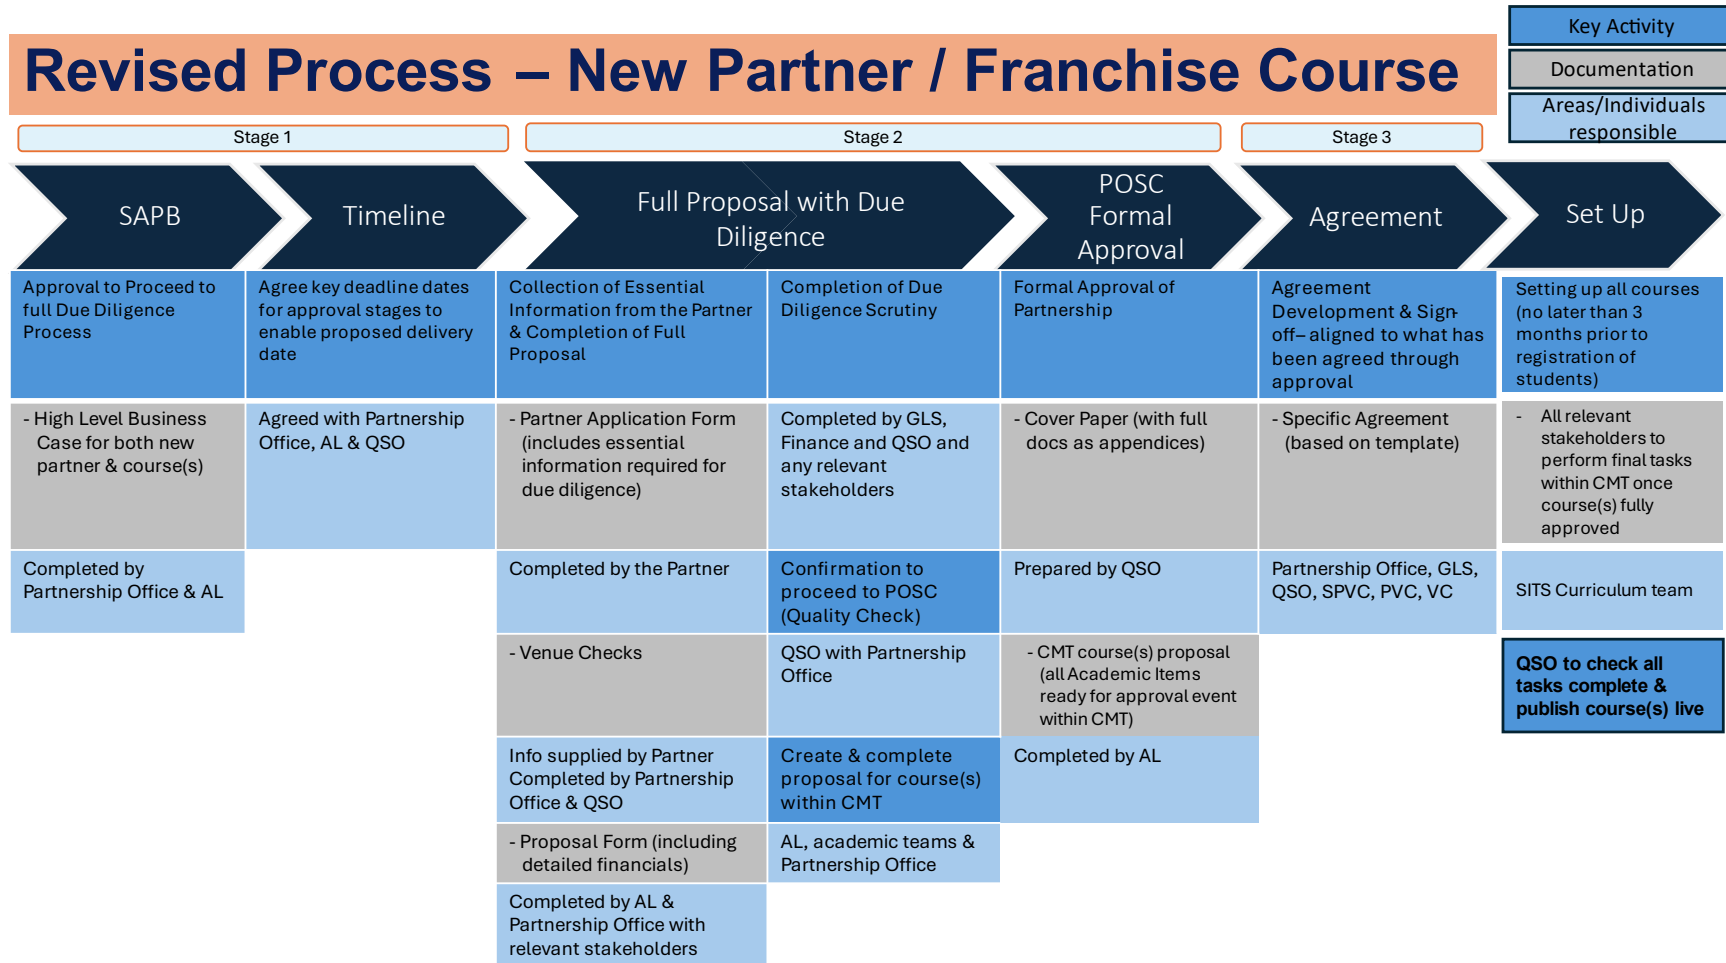 Revised Process – New Partner / Franchise Course
Key Activity
Documentation
Areas/Individuals
responsible
Stage 1
Stage 2
Stage 3
SAPB
Timeline
Full Proposal with Due
Diligence
POSC
Formal
Approval
Agreement
Set Up
Approval to Proceed to
full Due Diligence
Process
- High Level Business
Case for both new
partner & course(s)
Completed by
Partnership Office & AL
Agree key deadline dates
for approval stages to
enable proposed delivery
date
Agreed with Partnership
Office, AL & QSO
Collection of Essential
Information from the Partner
& Completion of Full
Proposal
- Partner Application Form
(includes essential
information required for
due diligence)
Completed by the Partner
- Venue Checks
Info supplied by Partner
Completed by Partnership
Office & QSO
- Proposal Form (including
detailed financials)
Completed by AL &
Partnership Office with
relevant stakeholders
Completion of Due
Diligence Scrutiny
Completed by GLS,
Finance and QSO and
any relevant
stakeholders
Confirmation to
proceed to POSC
(Quality Check)
QSO with Partnership
Office
Create & complete
proposal for course(s)
within CMT
AL, academic teams &
Partnership Office
Formal Approval of
Partnership
- Cover Paper (with full
docs as appendices)
Prepared by QSO
- CMT course(s) proposal
(all Academic Items
ready for approval event
within CMT)
Completed by AL
Agreement
Development & Sign-
off– aligned to what has
been agreed through
approval
- Specific Agreement
(based on template)
Partnership Office, GLS,
QSO, SPVC, PVC, VC
Setting up all courses
(no later than 3
months prior to
registration of
students)
- All relevant
stakeholders to
perform final tasks
within CMT once
course(s) fully
approved
SITS Curriculum team
QSO to check all
tasks complete &
publish course(s) live